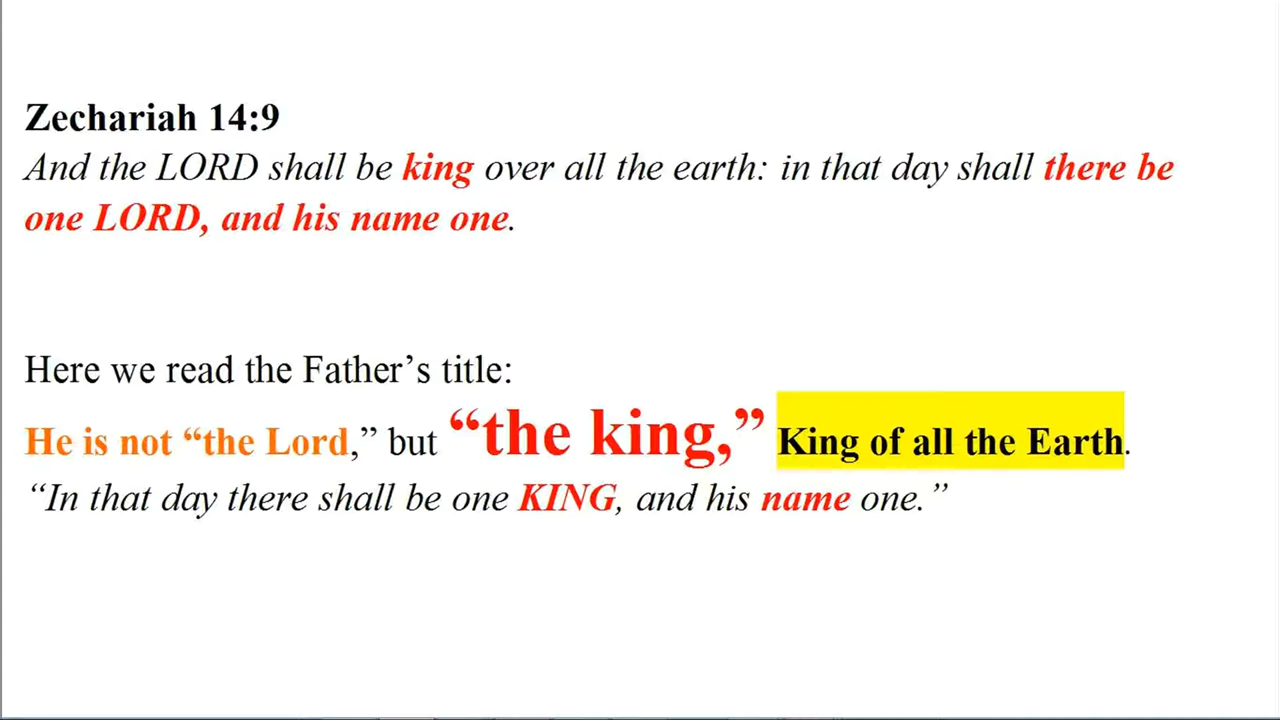 Zechariah 14:9
And the LORD shall be king over all the earth: in that day shall there be
one LORD, and his name one.
Here we read the Father’s title:
He is not “the Lord,” but “the king,” King of all the Earth.
“In that day there shall be one KING, and his name one.”